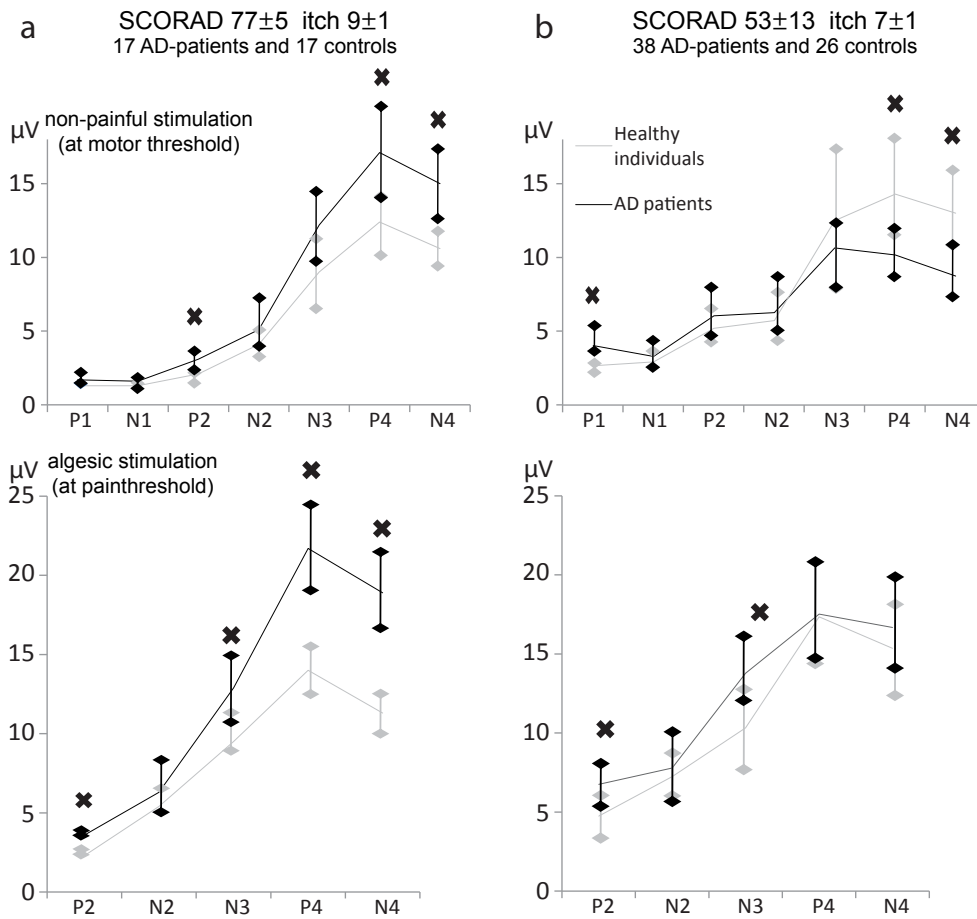 a
SCORAD 77±5 itch 9±1
17 AD-patients and 17 controls
b
SCORAD 53±13 itch 7±1
38 AD-patients and 26 controls
µV
non-painful stimulation
(at motor threshold)
15
10
5
0
P1 N1 P2 N2 N3 P4 N4
µV
Healthy
individuals
AD patients
15
10
5
0
P1 N1 P2 N2 N3 P4 N4
µV
algesic stimulation
(at painthreshold)
25
20
15
10
5
0
P2 N2 N3 P4 N4
µV
25
20
15
10
5
0
P2 N2 N3 P4 N4